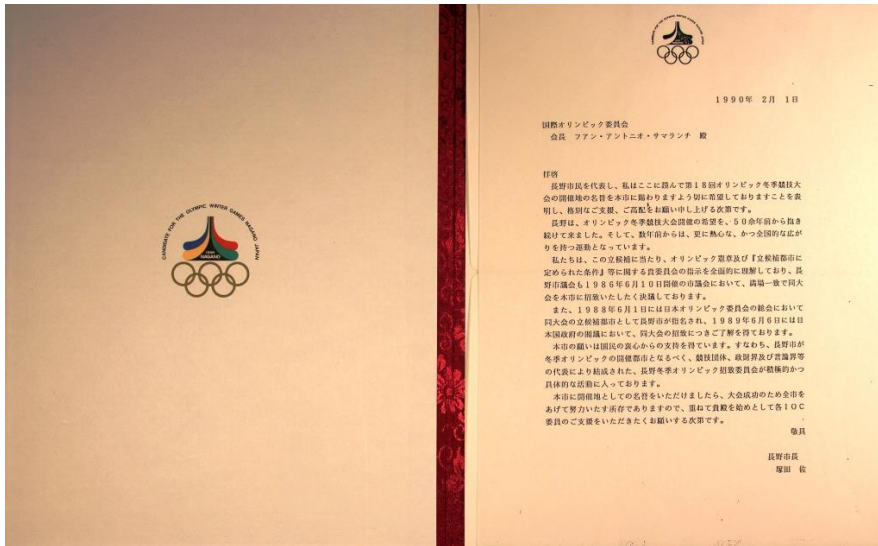 CANDIDATE FOR THE OLYMPIC WINTER GAMES NAGANO JAPAN
1998
NAGANO
CANDIDATE FOR THE OLYMPIC WINTER GAMES NAGANO JAPAN
1990年 2月 1日
国際オリンピック委員会
会長 フアン・アントニオ・サマランチ 殿
拝啓
長野市民を代表し、私はここに謹んで第18回オリンピック冬季競技大
会の開催地の名誉を本市に賜わりますよう切に希望しておりますことを表
明し、格別なご支援、ご高配をお願い申し上げる次第です。
長野は、オリンピック冬季競技大会開催の希望を、50余年前から抱き
続けて来ました。そして、数年前からは、更に熱心な、かつ全国的な広が
りを持つ運動となっています。
私たちは、この立候補に当たり、オリンピック憲章及び『立候補都市に
定められた条件』等に関する貴委員会の指示を全面的に理解しており、長
野市議会も1986年6月10日開催の市議会において、満場一致で同大
会を本市に招致いたしたく決議しております。
また、1988年6月1日には日本オリンピック委員会の総会において
同大会の立候補都市として長野市が指名され、1989年6月6日には日
本国政府の閣議において、同大会の招致につきご了解を得ております。
本市の願いは国民の衷心からの支持を得ています。すなわち、長野市が
冬季オリンピックの開催都市となるべく、競技団体、政財界及び言論界等
の代表により結成された、長野冬季オリンピック招致委員会が積極的かつ
具体的な活動に入っております。
本市に開催地としての名誉をいただけましたら、大会成功のため全市を
あげて努力いたす所存でありますので、重ねて貴殿を始めとして各IOC
委員のご支援をいただきたくお願いする次第です。
敬具
長野市長
塚田 佐